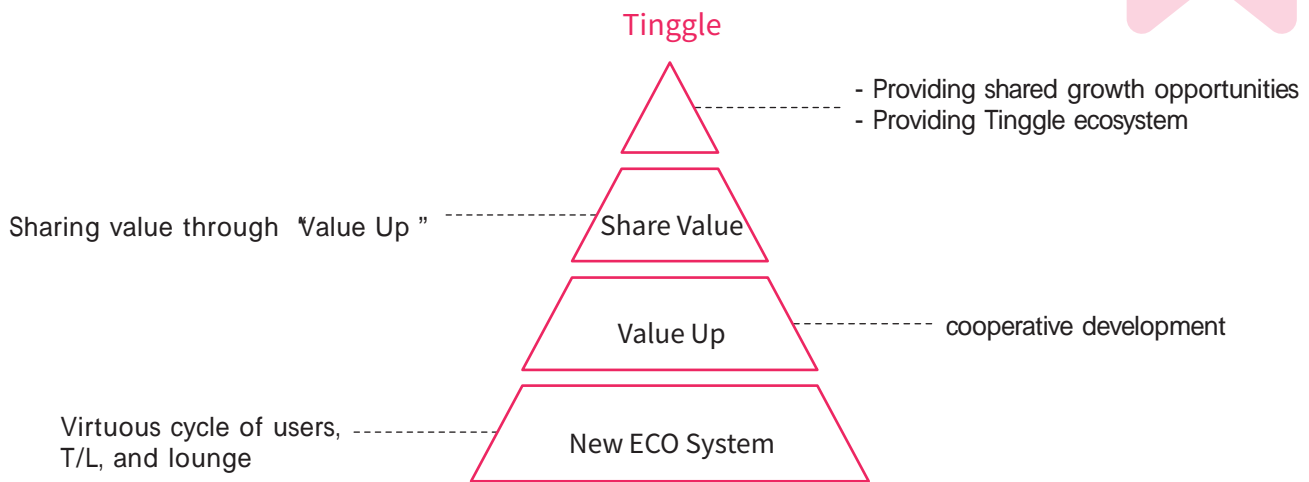 Tinggle
- Providing shared growth opportunities
- Providing Tinggle ecosystem
Share Value
Sharing value through “Value Up ”
Value Up
cooperative development
Virtuous cycle of users,
T/L, and lounge
New ECO System